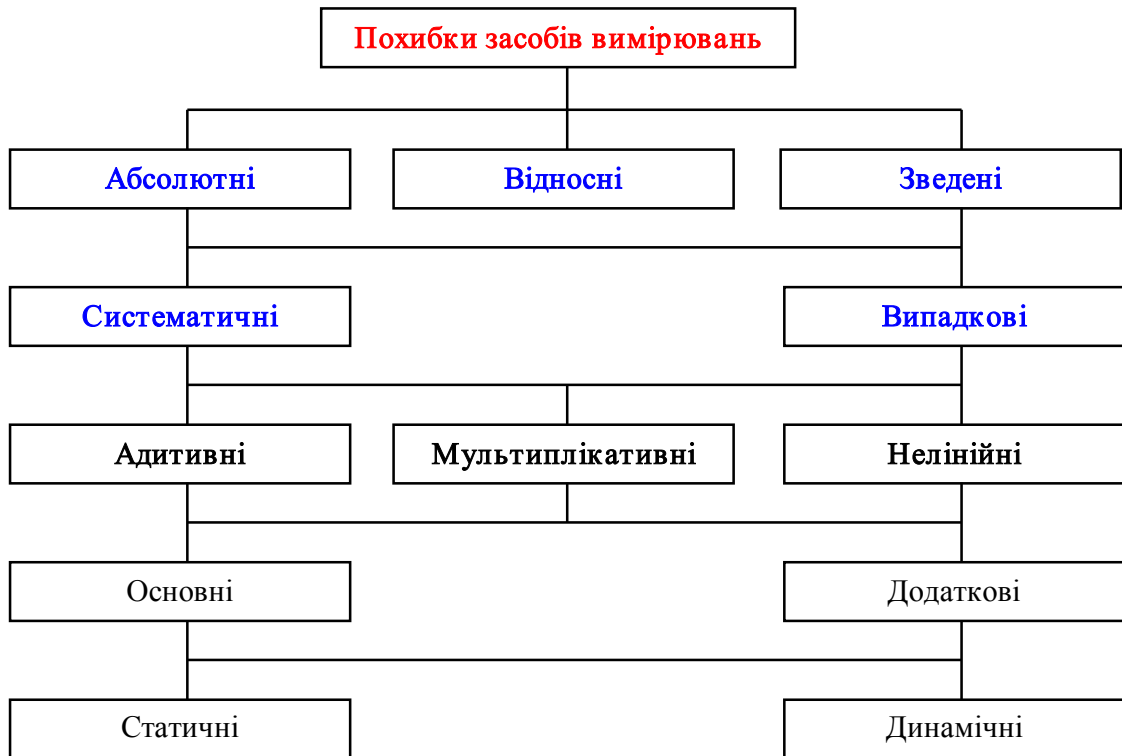 Похибки засобів вимірювань
Абсолютні
Відносні
Зведені
Систематичні
Випадкові
Адитивні
Мультиплікативні
Нелінійні
Основні
Додаткові
Статичні
Динамічні